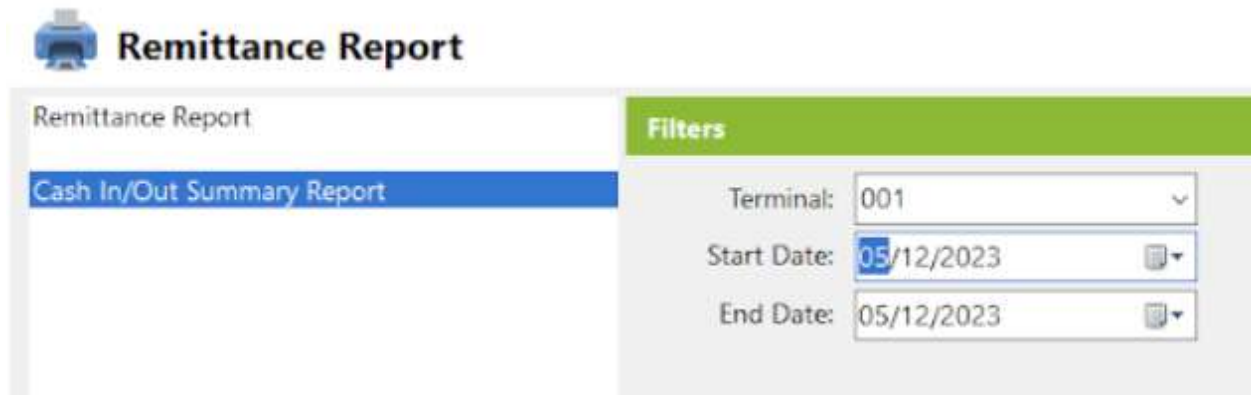 Remittance Report
Remittance Report
Cash In/Out Summary Report
Filters
Terminal: 001
Start Date: 05/12/2023
End Date: 05/12/2023